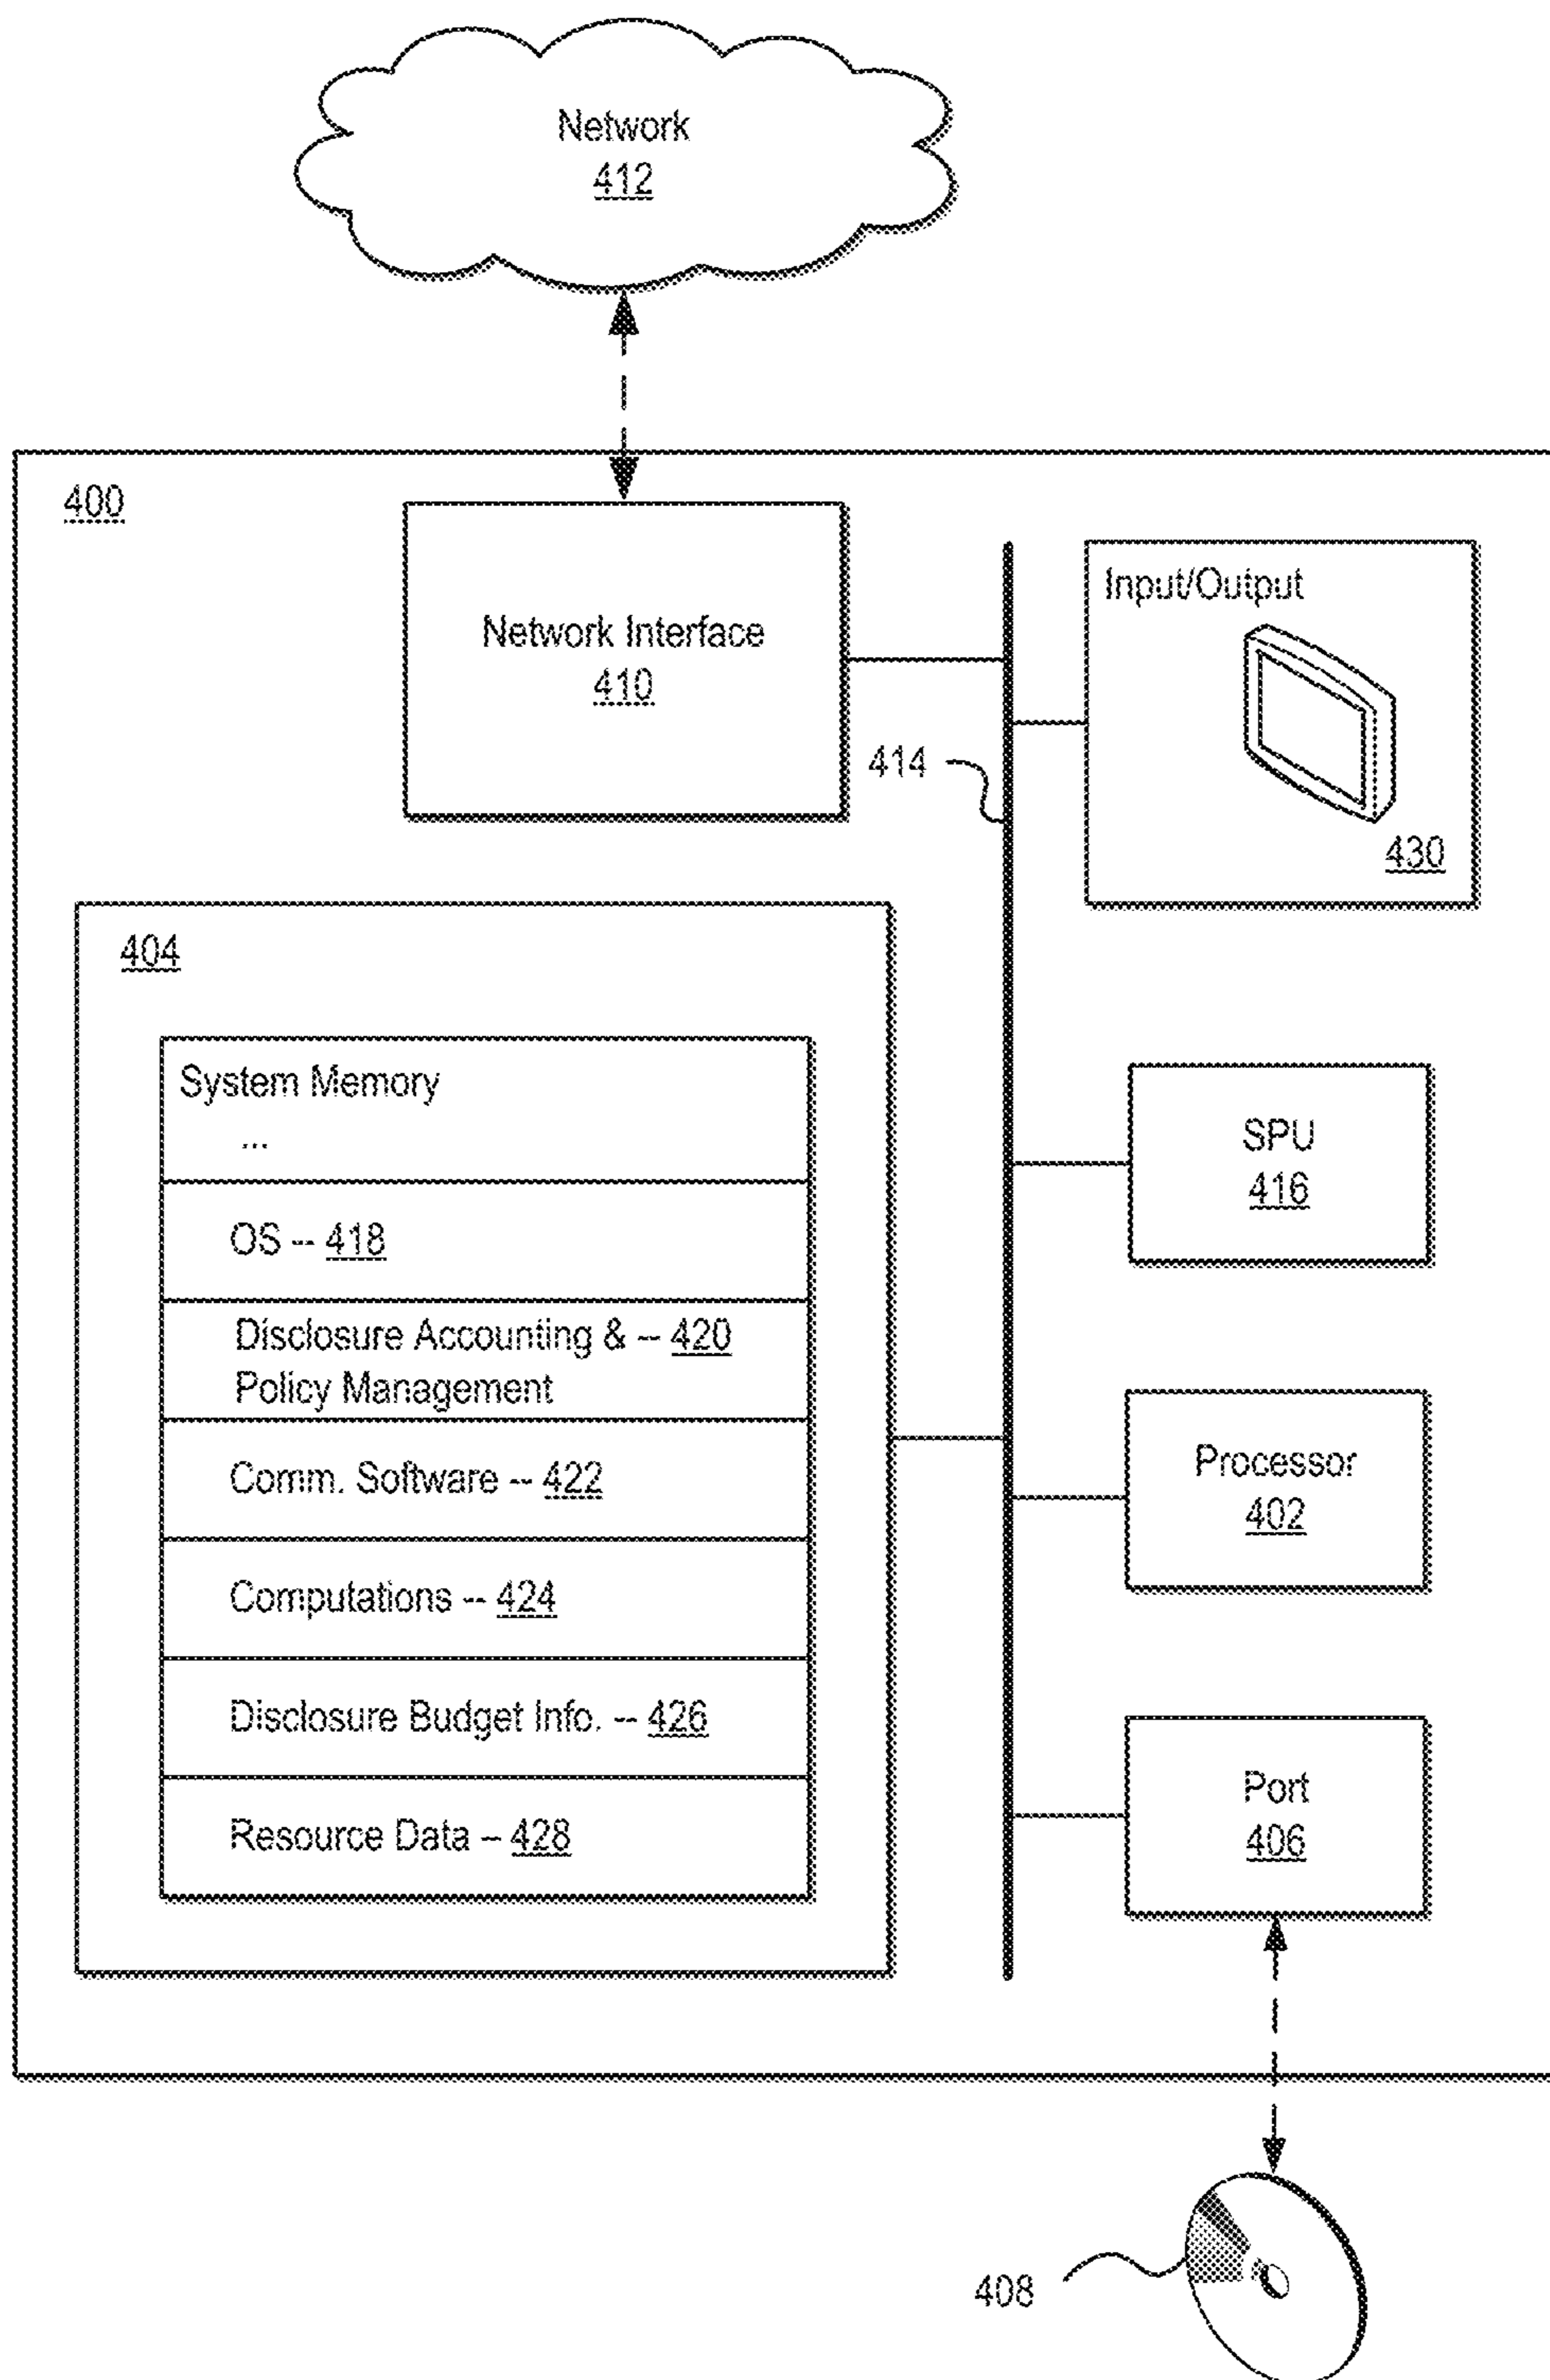 Network
412
400
Network Interface
410
Input/Output
430
414
404
System Memory
...
OS -- 418
Disclosure Accounting & -- 420
Policy Management
Comm. Software -- 422
Computations -- 424
Disclosure Budget Info. -- 426
Resource Data -- 428
SPU
416
Processor
402
Port
406
408